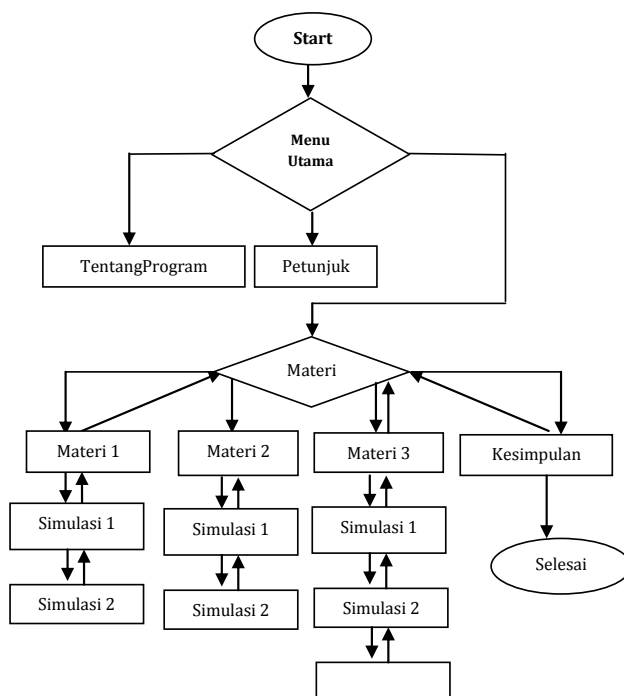 Start
Menu
Utama
TentangProgram
Petunjuk
Materi
Materi 1
Materi 2
Materi 3
Kesimpulan
Simulasi 1
Simulasi 1
Simulasi 1
Selesai
Simulasi 2
Simulasi 2
Simulasi 2